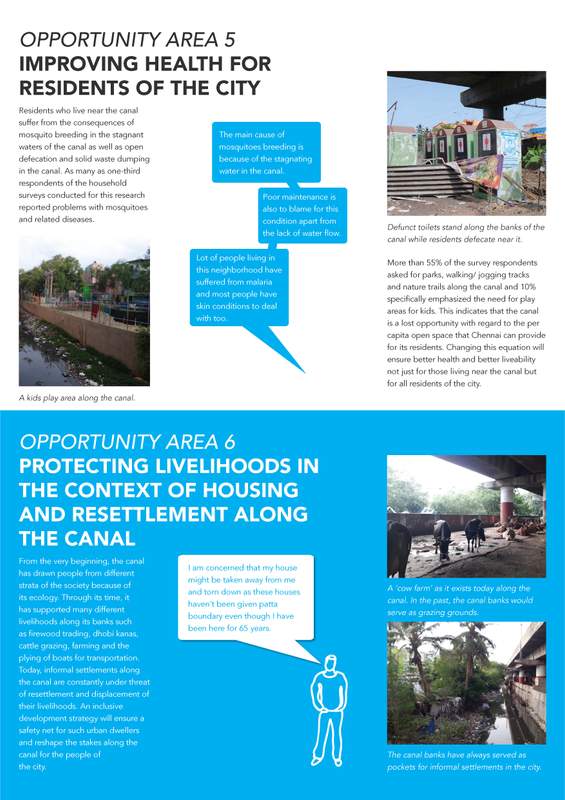 OPPORTUNITY AREA 5
IMPROVING HEALTH FOR
RESIDENTS OF THE CITY
Residents who live near the canal
suffer from the consequences of
mosquito breeding in the stagnant
waters of the canal as well as open
defecation and solid waste dumping
in the canal. As many as one-third
respondents of the household
surveys conducted for this research
reported problems with mosquitoes
and related diseases.
A kids play area along the canal.
The main cause of
mosquitoes breeding is
because of the stagnating
water in the canal.
Poor maintenance is
also to blame for this
condition apart from
the lack of water flow.
Lot of people living in
this neighborhood have
suffered from malaria
and most people have
skin conditions to deal
with too.
Defunct toilets stand along the banks of the
canal while residents defecate near it.
More than 55% of the survey respondents
asked for parks, walking/ jogging tracks
and nature trails along the canal and 10%
specifically emphasized the need for play
areas for kids. This indicates that the canal
is a lost opportunity with regard to the per
capita open space that Chennai can provide
for its residents. Changing this equation will
ensure better health and better liveability
not just for those living near the canal but
for all residents of the city.
OPPORTUNITY AREA 6
PROTECTING LIVELIHOODS IN
THE CONTEXT OF HOUSING
AND RESETTLEMENT ALONG
THE CANAL
From the very beginning, the canal
has drawn people from different
strata of the society because of
its ecology. Through its time, it
has supported many different
livelihoods along its banks such
as firewood trading, dhobi kanas,
cattle grazing, farming and the
plying of boats for transportation.
Today, informal settlements along
the canal are constantly under threat
of resettlement and displacement of
their livelihoods. An inclusive
development strategy will ensure a
safety net for such urban dwellers
and reshape the stakes along the
canal for the people of
the city.
I am concerned that my house
might be taken away from me
and torn down as these houses
haven't been given patta
boundary even though I have
been here for 65 years.
A 'cow farm' as it exists today along the
canal. In the past, the canal banks would
serve as grazing grounds.
The canal banks have always served as
pockets for informal settlements in the city.